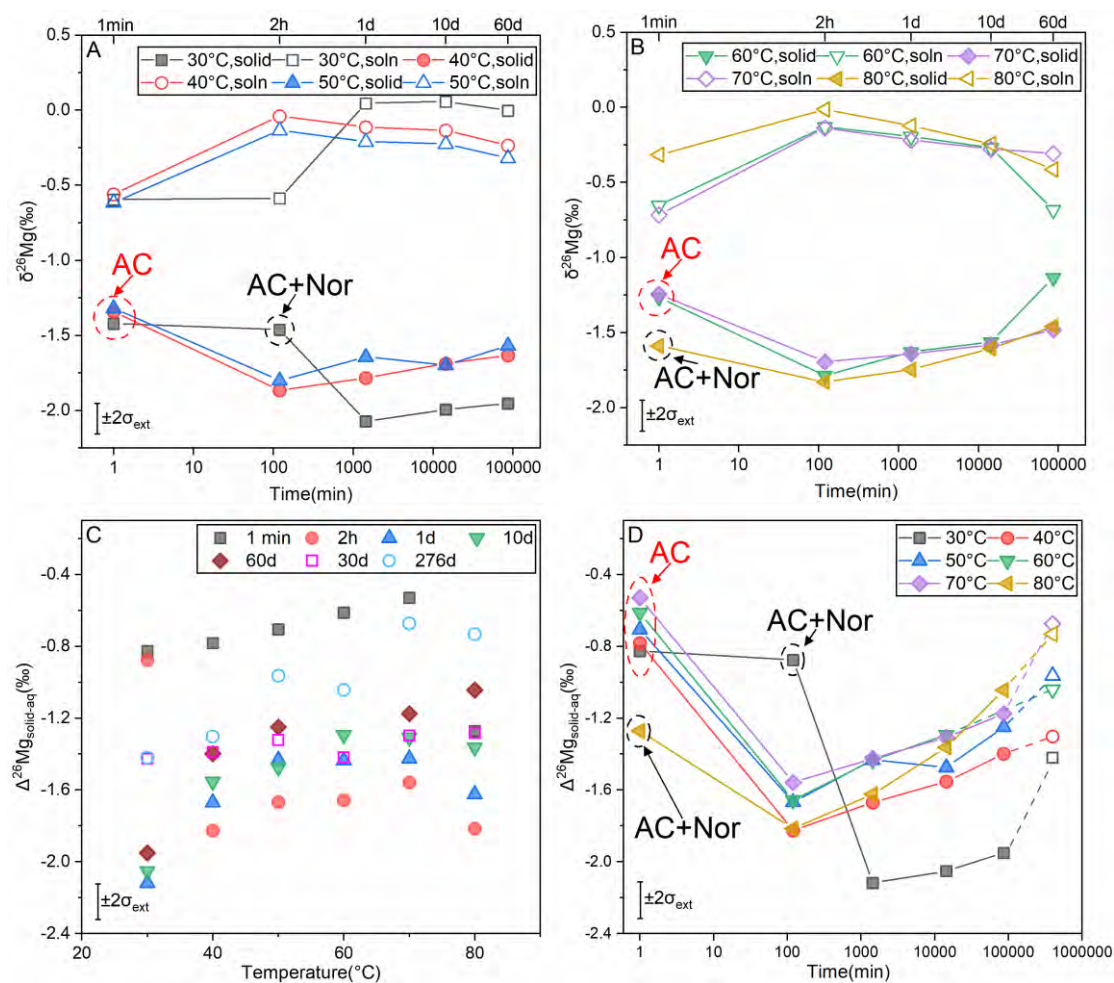 1min 2h 1d 10d 60d
A
30°C,solid 30°C,soln 40°C,solid
40°C,soln 50°C,solid 50°C,soln
0.5
0.0
-0.5
-1.0
-1.5
-2.0
δ²⁶Mg(‰)
AC
AC+Nor
±2σext
1 10 100 1000 10000 100000
Time(min)
1min 2h 1d 10d 60d
B
60°C,solid 60°C,soln 70°C,solid
70°C,soln 80°C,solid 80°C,soln
0.5
0.0
-0.5
-1.0
-1.5
-2.0
δ²⁶Mg(‰)
AC
AC+Nor
±2σext
1 10 100 1000 10000 100000
Time(min)
C
1 min 2h 1d 10d
60d 30d 276d
-0.4
-0.8
-1.2
-1.6
-2.0
-2.4
Δ²⁶Mgsolid-aq(‰)
±2σext
20 30 40 50 60 70 80
Temperature(°C)
D
30°C 40°C
50°C 60°C
70°C 80°C
-0.4
-0.8
-1.2
-1.6
-2.0
-2.4
Δ²⁶Mgsolid-aq(‰)
AC
AC+Nor
AC+Nor
±2σext
1 10 100 1000 10000 100000 1000000
Time(min)